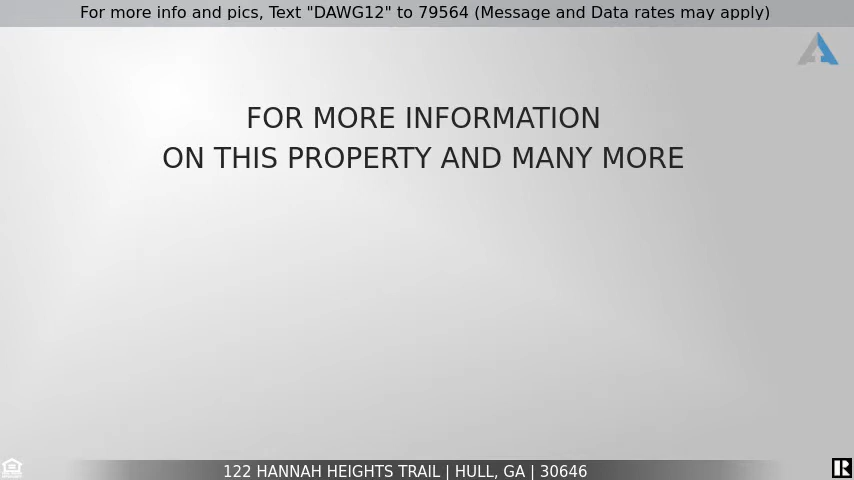 For more info and pics, Text "DAWG12" to 79564 (Message and Data rates may apply)
FOR MORE INFORMATION
ON THIS PROPERTY AND MANY MORE
122 HANNAH HEIGHTS TRAIL | HULL, GA | 30646